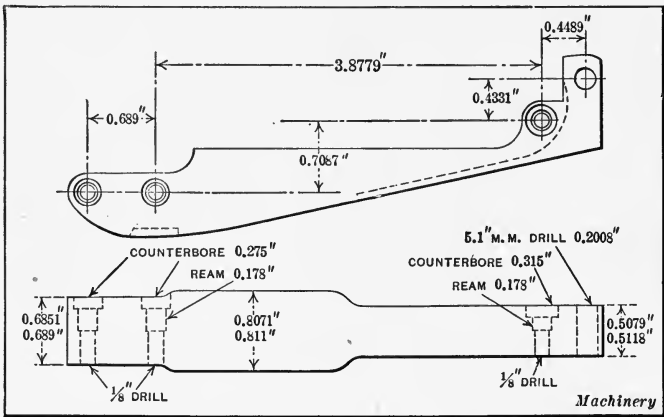 0.4489"
3.8779"
0.4331"
0.689"
0.7087"
5.1" M.M. DRILL 0.2008"
COUNTERBORE 0.275"
COUNTERBORE 0.315"
REAM 0.178"
REAM 0.178"
0.6851"
0.689"
0.8071"
0.811"
0.5079"
0.5118"
1/8" DRILL
1/8" DRILL
Machinery